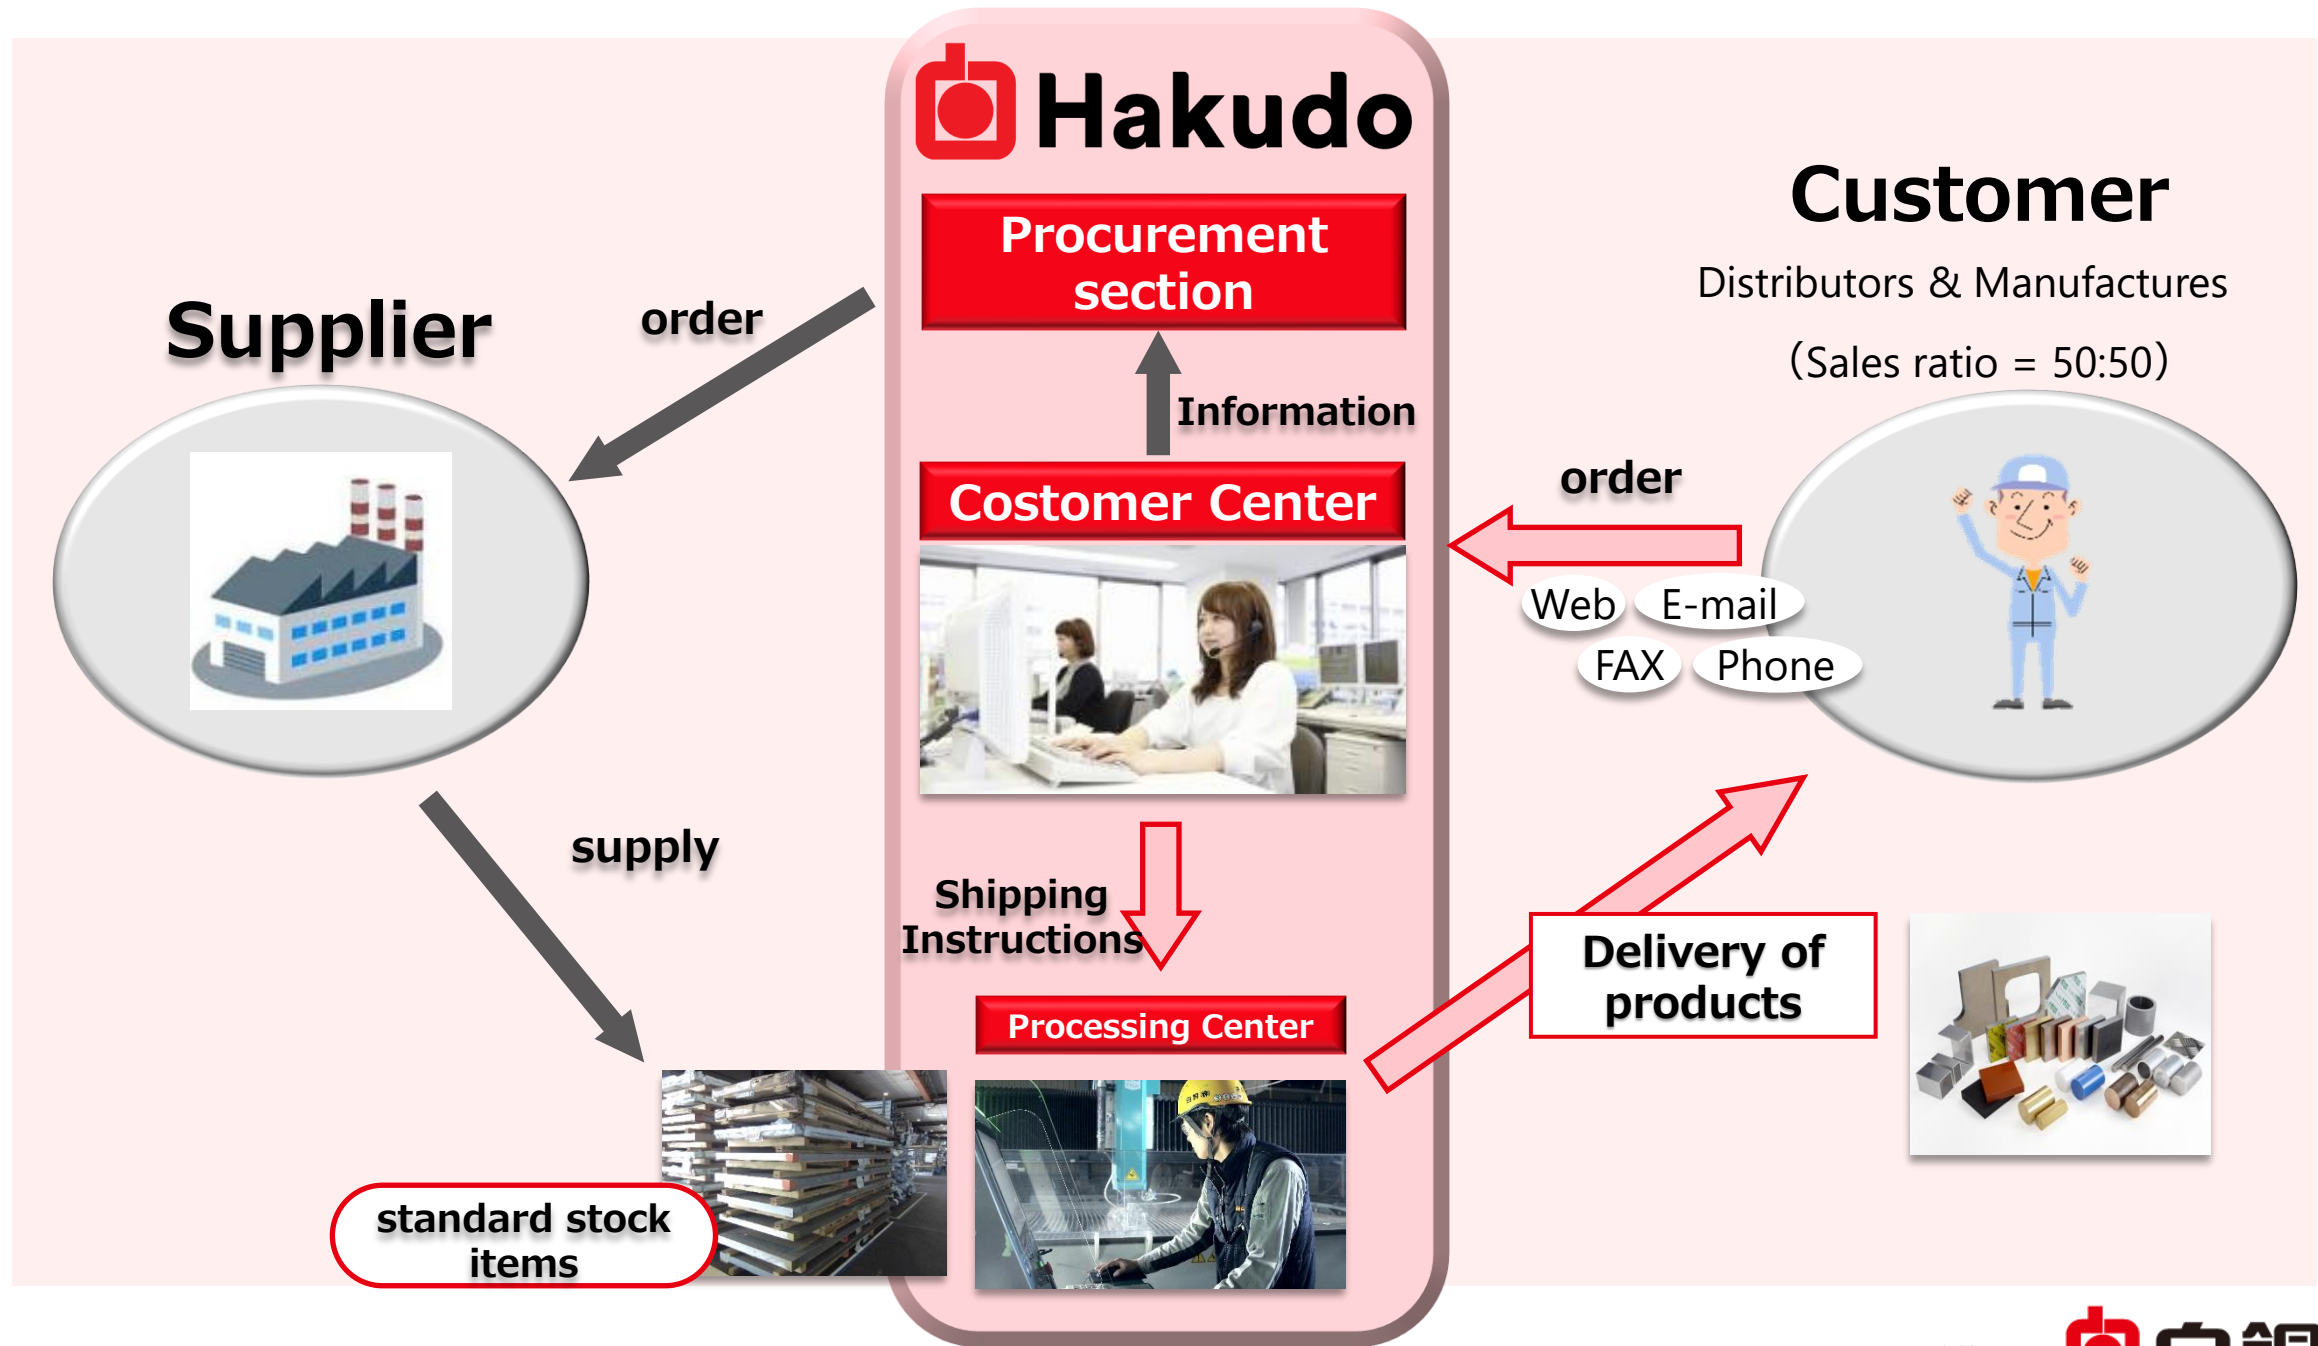 Hakudo
Procurement
section
Customer
Distributors & Manufactures
（Sales ratio = 50:50）
Supplier
order
Information
Costomer Center
order
Web
E-mail
FAX
Phone
supply
Shipping
Instructions
Delivery of
products
Processing Center
standard stock
items